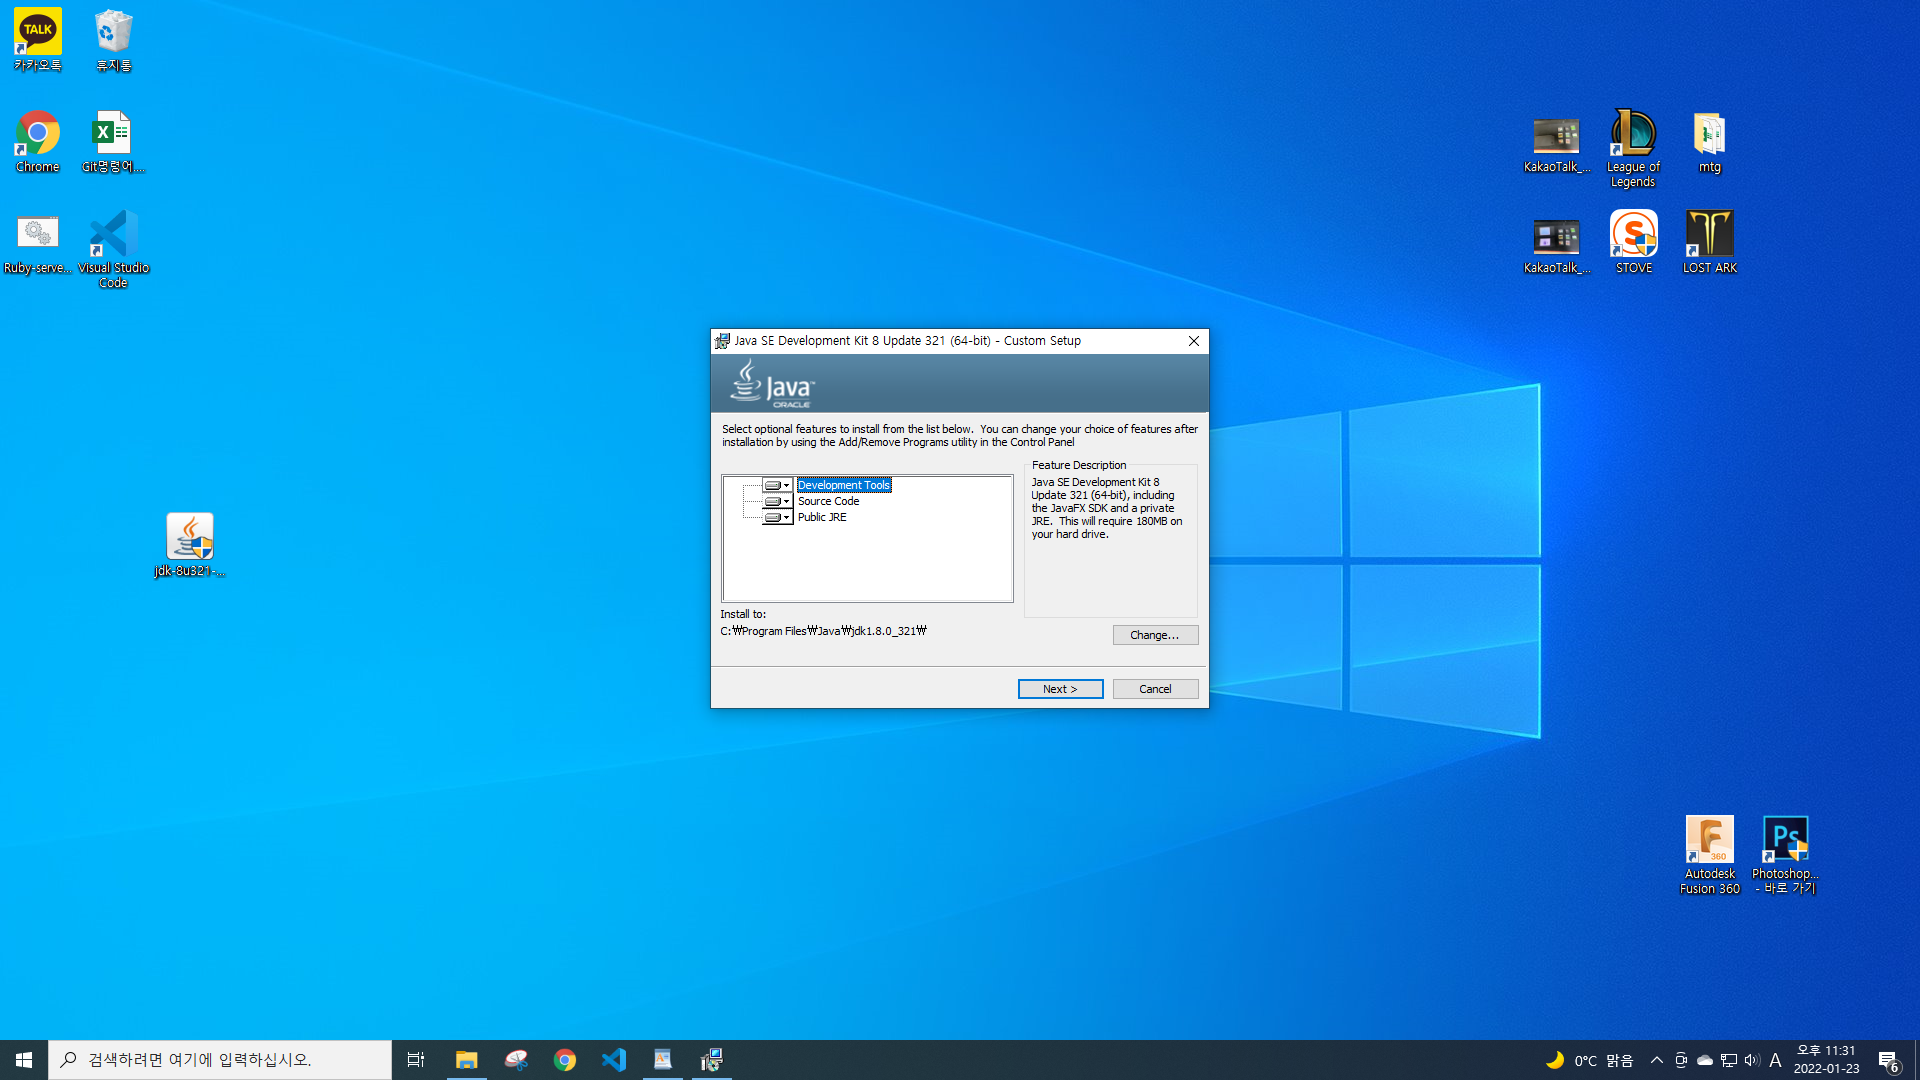 TALK
카카오톡
휴지통
Chrome
Git명령어....
Ruby-serve...
Visual Studio
Code
jdk-8u321-...
KakaoTalk_...
League of
Legends
mtg
KakaoTalk_...
STOVE
LOST ARK
Java SE Development Kit 8 Update 321 (64-bit) - Custom Setup
Java™
ORACLE
Select optional features to install from the list below.  You can change your choice of features after
installation by using the Add/Remove Programs utility in the Control Panel
Development Tools
Source Code
Public JRE
Feature Description
Java SE Development Kit 8
Update 321 (64-bit), including
the JavaFX SDK and a private
JRE.  This will require 180MB on
your hard drive.
Install to:
C:₩Program Files₩Java₩jdk1.8.0_321₩
Change...
Next >
Cancel
360
Autodesk
Fusion 360
Ps
Photoshop...
- 바로 가기
검색하려면 여기에 입력하십시오.
0°C 맑음
A
오후 11:31
2022-01-23
6